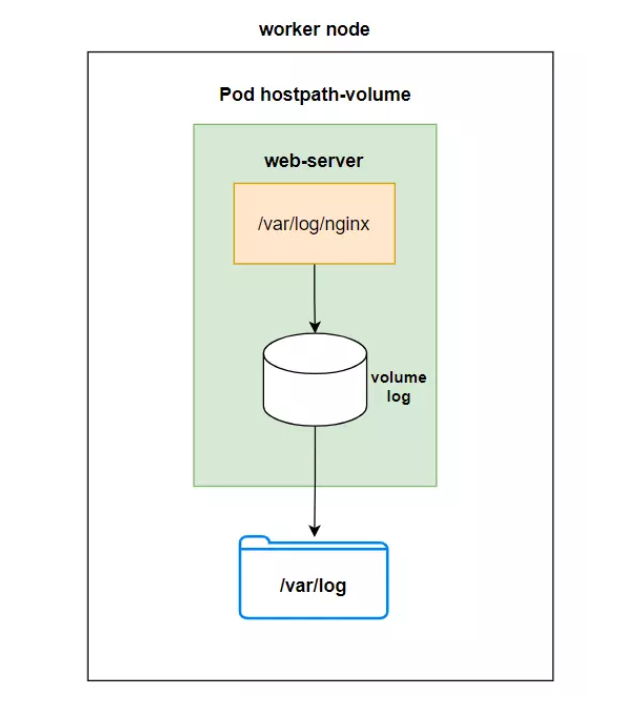 worker node
Pod hostpath-volume
web-server
/var/log/nginx
volume
log
/var/log